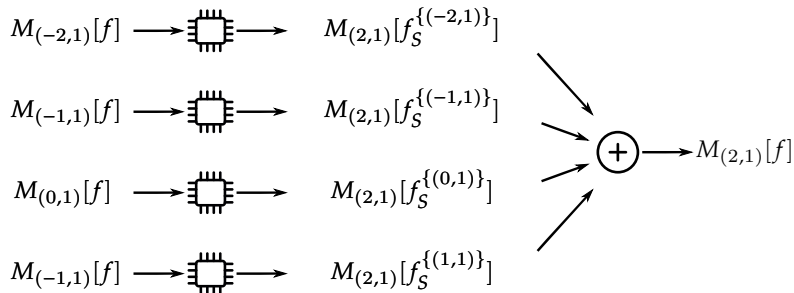 M_{(-2,1)}[f] M_{(2,1)}[f_S^{\{(-2,1)\}}]
M_{(-1,1)}[f] M_{(2,1)}[f_S^{\{(-1,1)\}}]
+ M_{(2,1)}[f]
M_{(0,1)}[f] M_{(2,1)}[f_S^{\{(0,1)\}}]
M_{(-1,1)}[f] M_{(2,1)}[f_S^{\{(1,1)\}}]